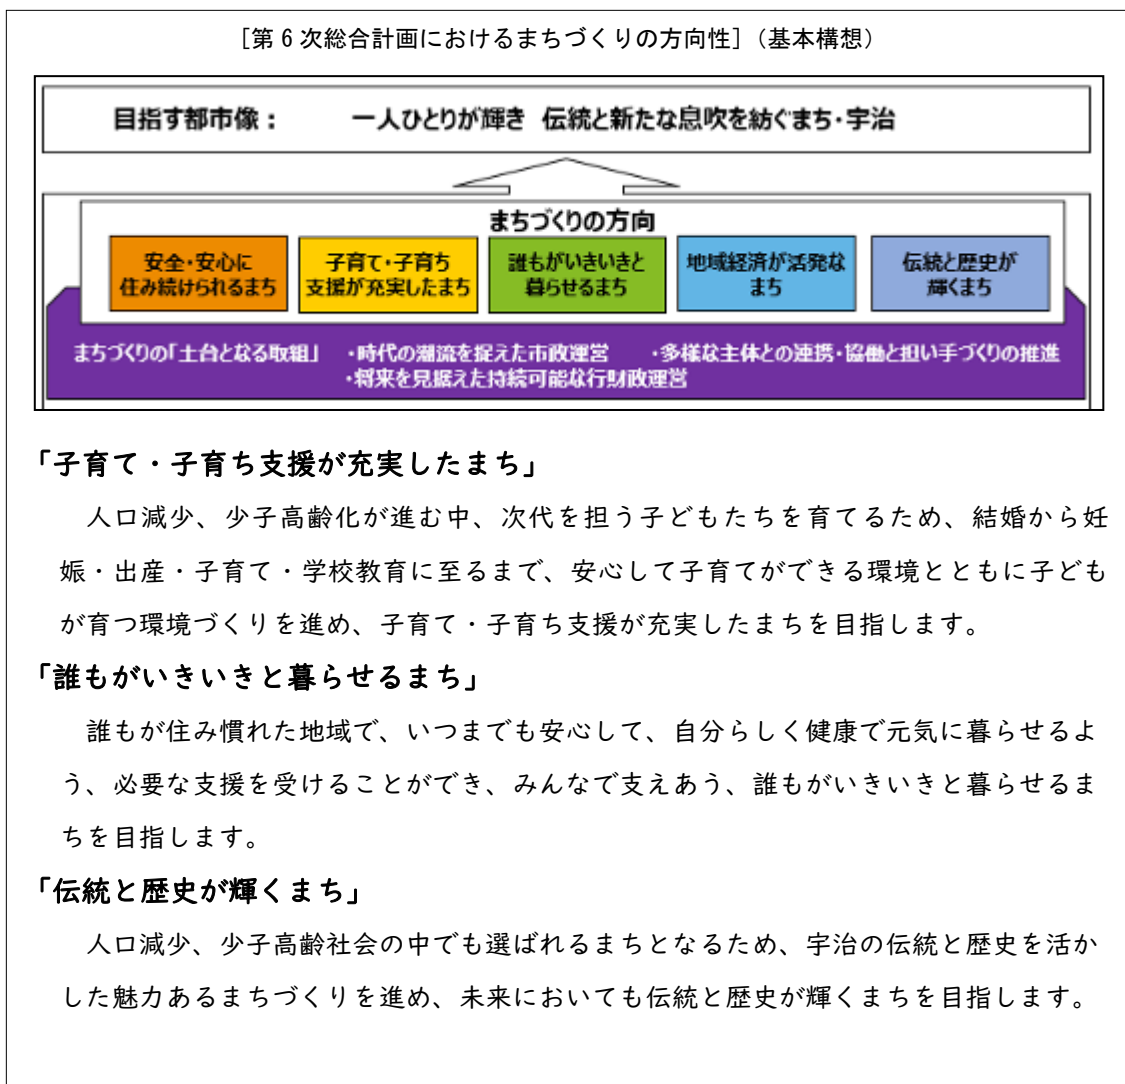 [第6次総合計画におけるまちづくりの方向性](基本構想)
目指す都市像： 一人ひとりが輝き 伝統と新たな息吹を紡ぐまち・宇治
まちづくりの方向
安全・安心に
住み続けられるまち
子育て・子育ち
支援が充実したまち
誰もがいきいきと
暮らせるまち
地域経済が活発な
まち
伝統と歴史が
輝くまち
まちづくりの「土台となる取組」 ・時代の潮流を捉えた市政運営 ・多様な主体との連携・協働と担い手づくりの推進
・将来を見据えた持続可能な行財政運営
「子育て・子育ち支援が充実したまち」
人口減少、少子高齢化が進む中、次代を担う子どもたちを育てるため、結婚から妊
娠・出産・子育て・学校教育に至るまで、安心して子育てができる環境とともに子ども
が育つ環境づくりを進め、子育て・子育ち支援が充実したまちを目指します。
「誰もがいきいきと暮らせるまち」
誰もが住み慣れた地域で、いつまでも安心して、自分らしく健康で元気に暮らせるよ
う、必要な支援を受けることができ、みんなで支えあう、誰もがいきいきと暮らせるま
ちを目指します。
「伝統と歴史が輝くまち」
人口減少、少子高齢社会の中でも選ばれるまちとなるため、宇治の伝統と歴史を活か
した魅力あるまちづくりを進め、未来においても伝統と歴史が輝くまちを目指します。